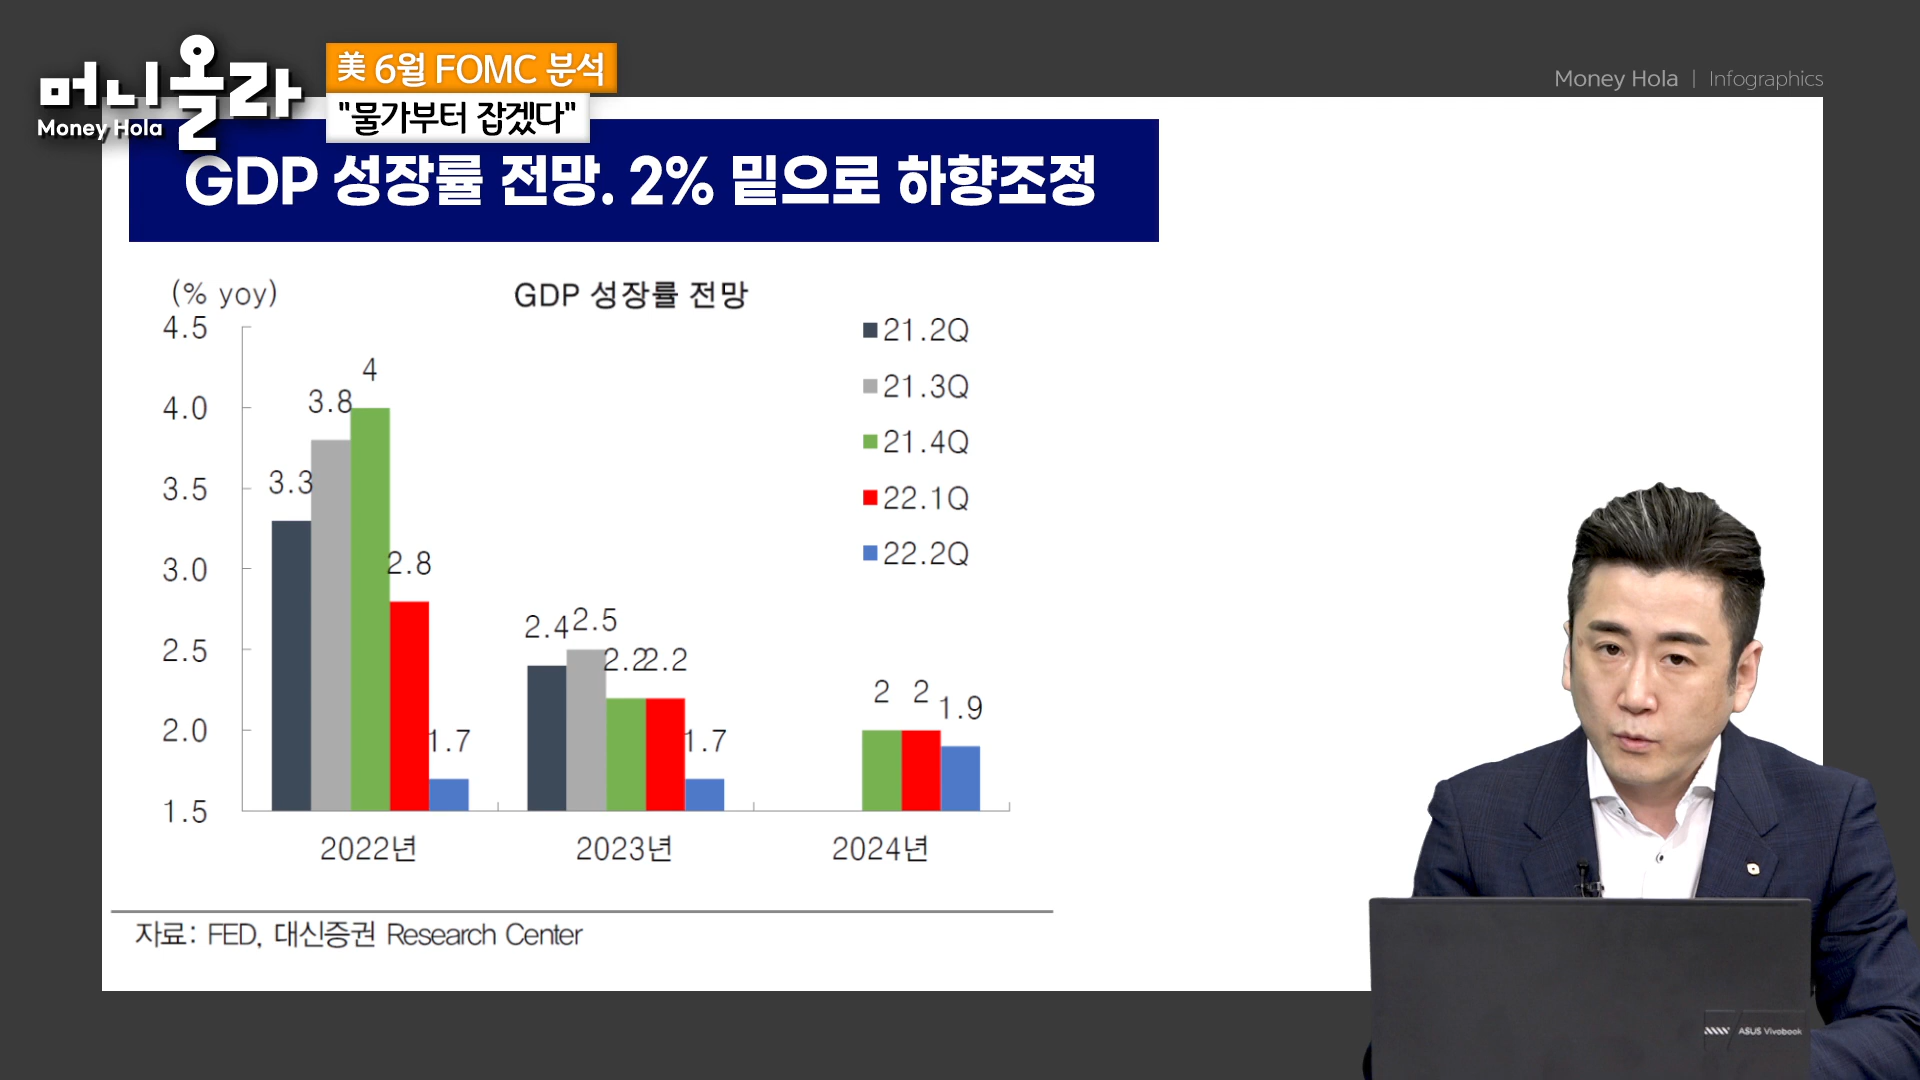 머니올라
Money Hola
美 6월 FOMC 분석
"물가부터 잡겠다"
Money Hola | Infographics
GDP 성장률 전망. 2% 밑으로 하향조정
(% yoy)
GDP 성장률 전망
4.5
4.0
3.5
3.0
2.5
2.0
1.5
3.3
3.8
4
2.8
1.7
2.4
2.5
2.2
2.2
1.7
2
2
1.9
2022년
2023년
2024년
21.2Q
21.3Q
21.4Q
22.1Q
22.2Q
자료: FED, 대신증권 Research Center
ASUS Vivobook